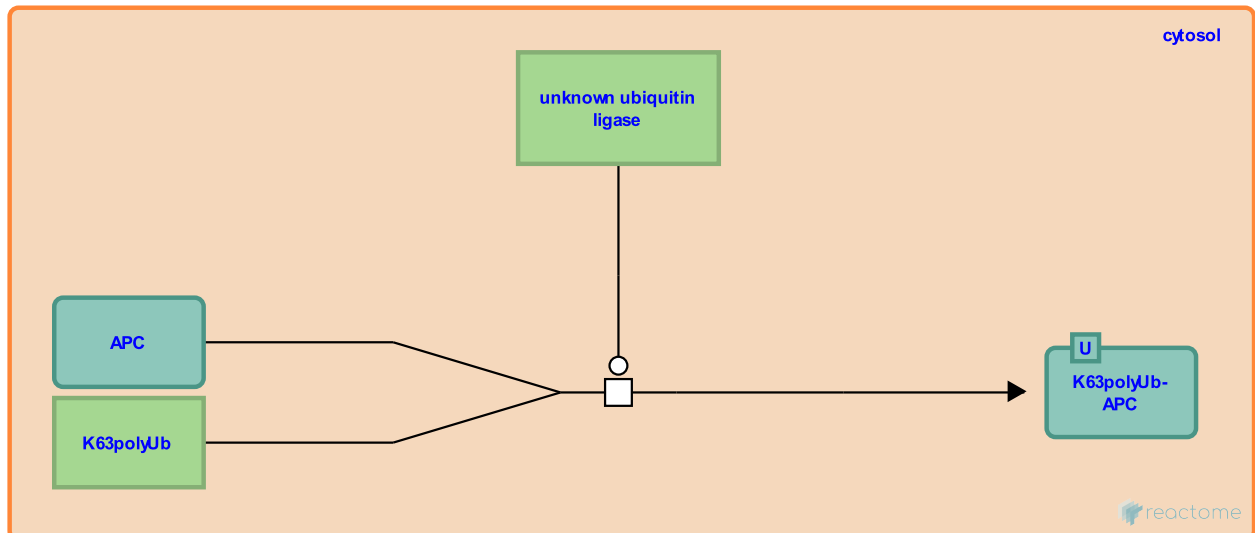 cytosol
unknown ubiquitin
ligase
APC
K63polyUb
U
K63polyUb-
APC
reactome